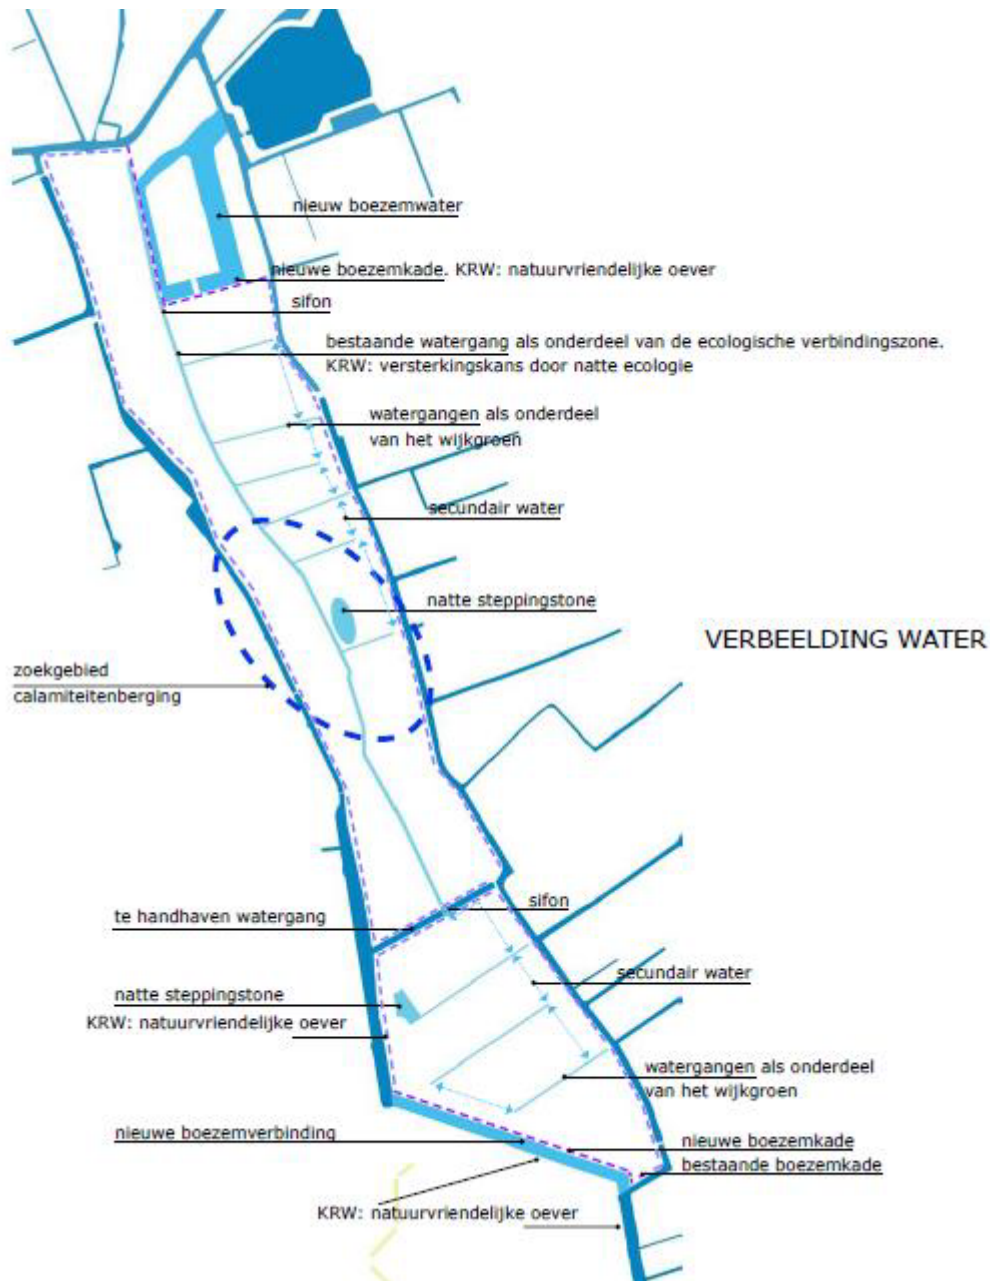 nieuw boezemwater
nieuwe boezemkade. KRW: natuurvriendelijke oever
sifon
bestaande watergang als onderdeel van de ecologische verbindingszone.
KRW: versterkingskans door natte ecologie
watergangen als onderdeel
van het wijkgroen
secundair water
natte steppingstone
VERBEELDING WATER
zoekgebied
calamiteitenberging
sifon
te handhaven watergang
secundair water
natte steppingstone
KRW: natuurvriendelijke oever
watergangen als onderdeel
van het wijkgroen
nieuwe boezemverbinding
nieuwe boezemkade
bestaande boezemkade
KRW: natuurvriendelijke oever